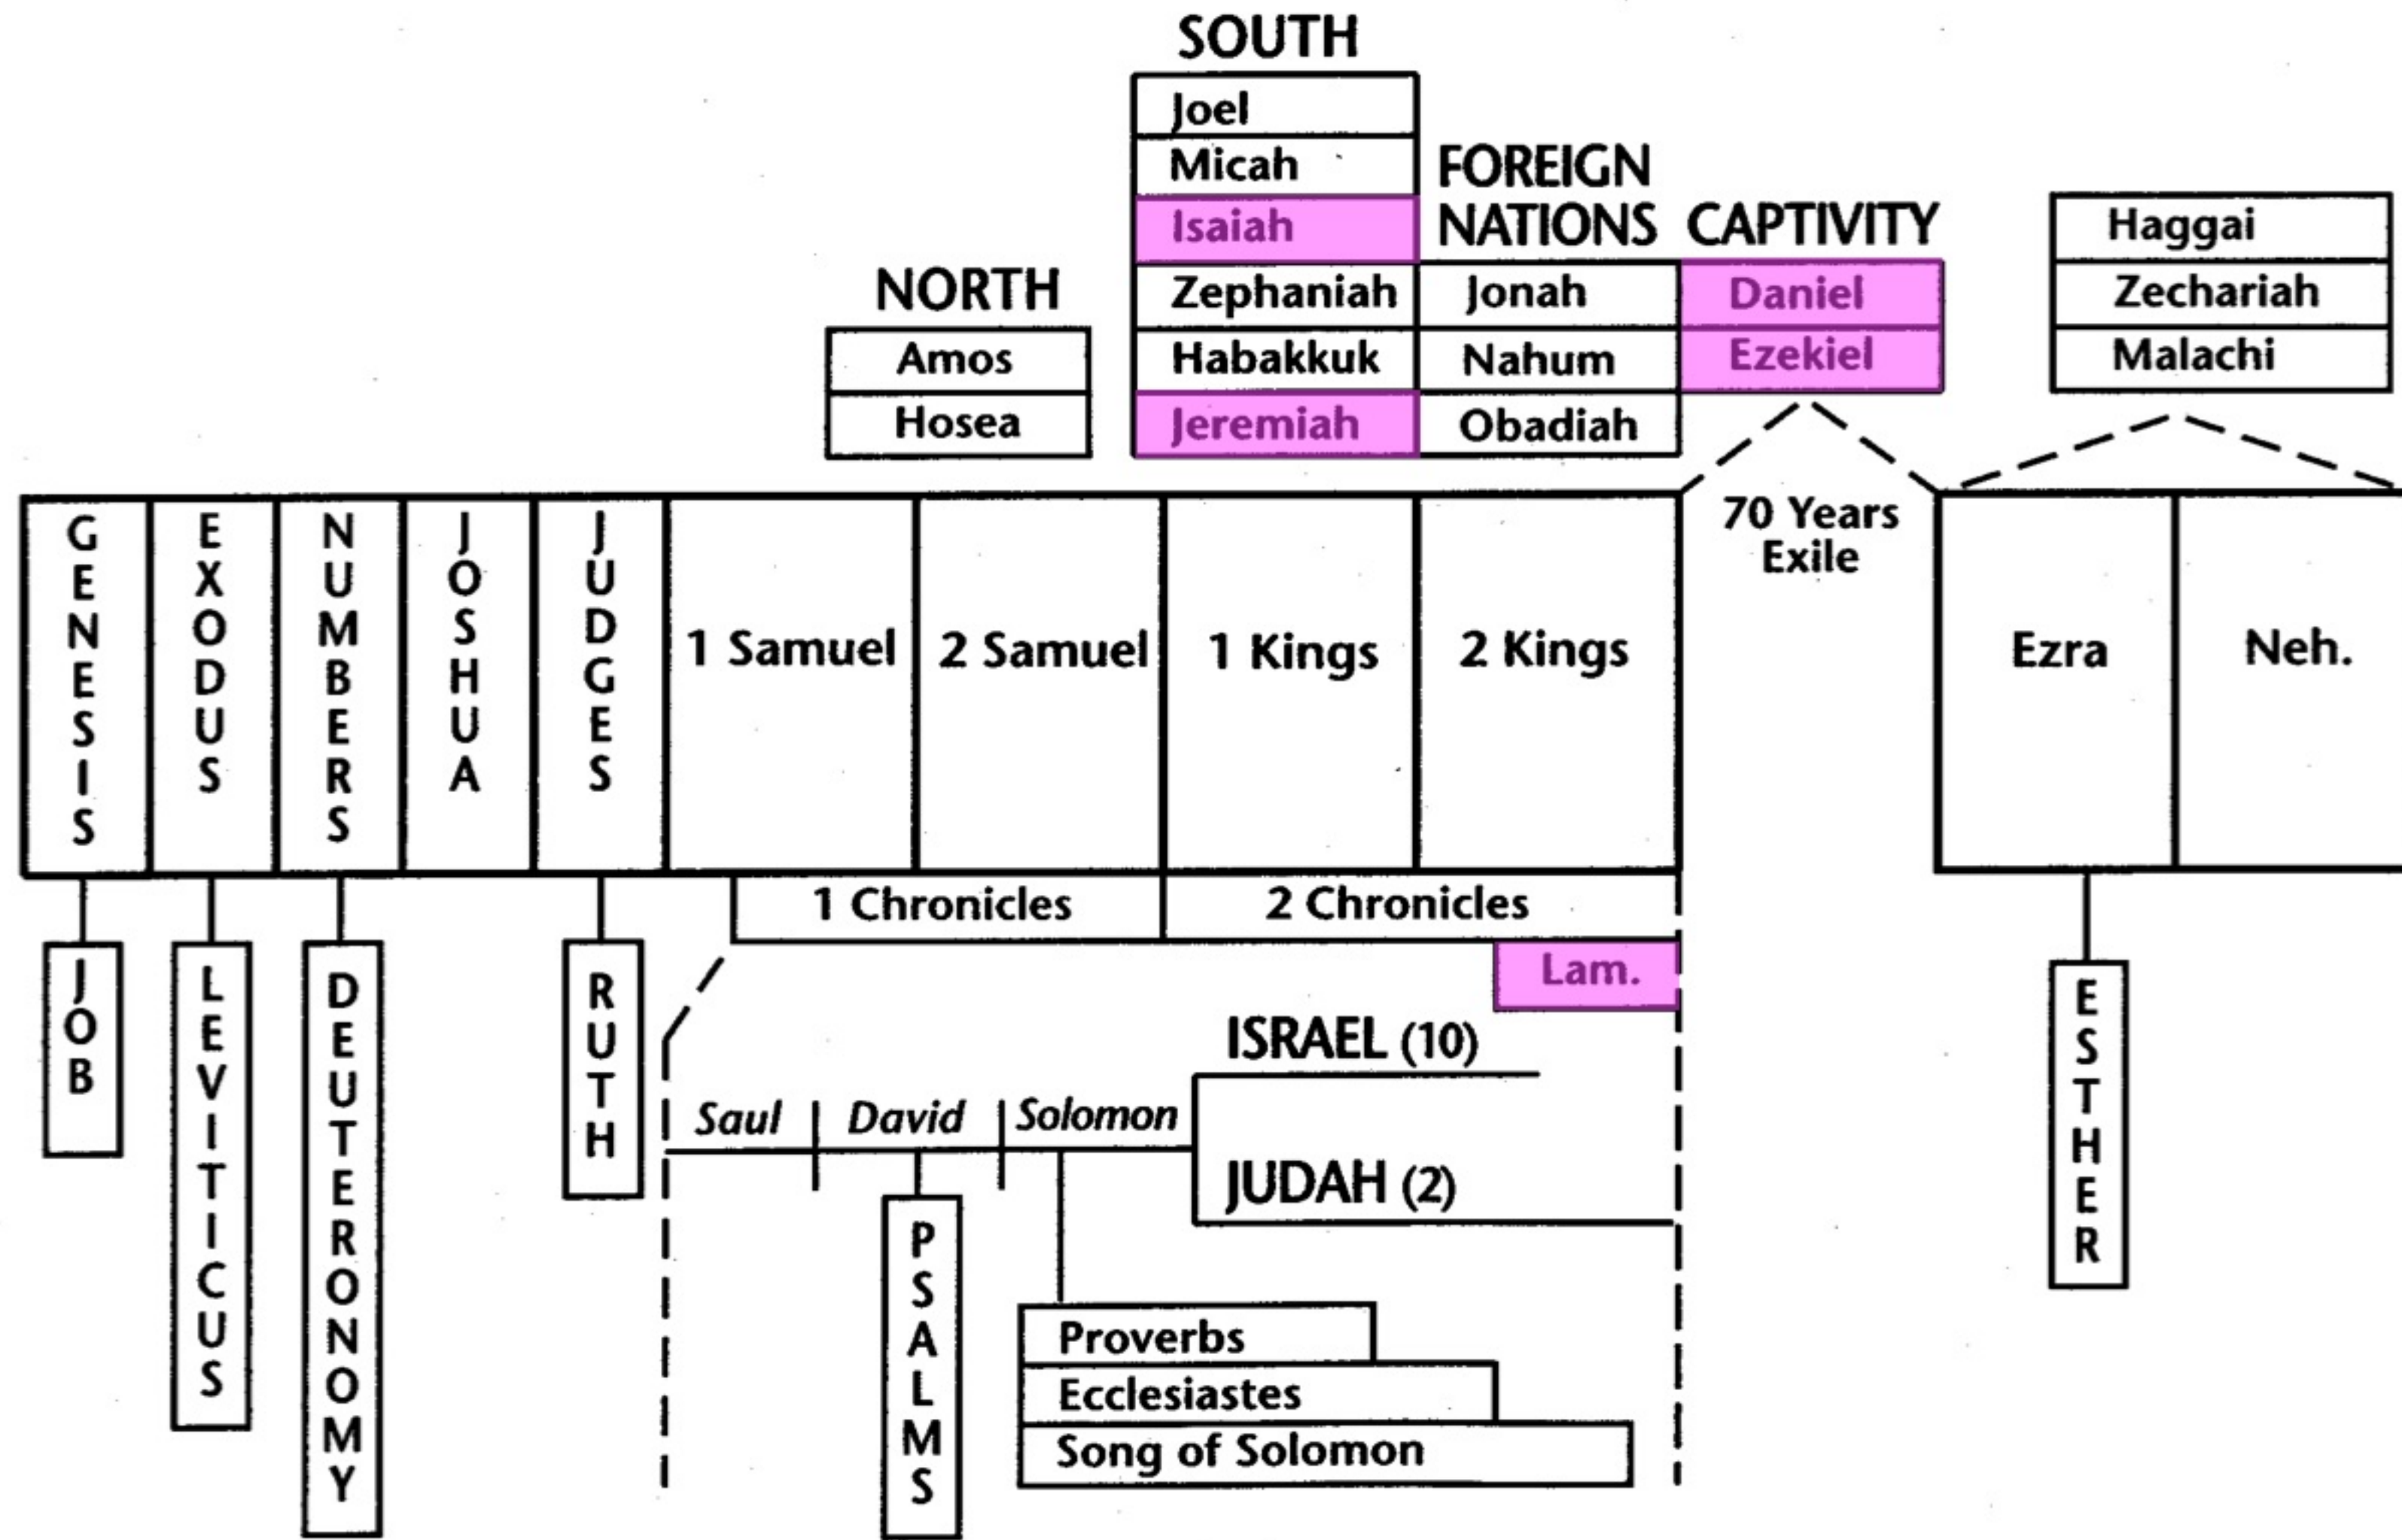 SOUTH
Joel
Micah
Isaiah
Zephaniah
Habakkuk
Jeremiah
FOREIGN
NATIONS
Jonah
Nahum
Obadiah
CAPTIVITY
Daniel
Ezekiel
Haggai
Zechariah
Malachi
NORTH
Amos
Hosea
GENESIS
EXODUS
NUMBERS
JOSHUA
JUDGES
1 Samuel
2 Samuel
1 Kings
2 Kings
70 Years
Exile
Ezra
Neh.
1 Chronicles
2 Chronicles
Lam.
JOB
LEVITICUS
DEUTERONOMY
RUTH
ESTHER
ISRAEL (10)
Saul
David
Solomon
JUDAH (2)
PSALMS
Proverbs
Ecclesiastes
Song of Solomon